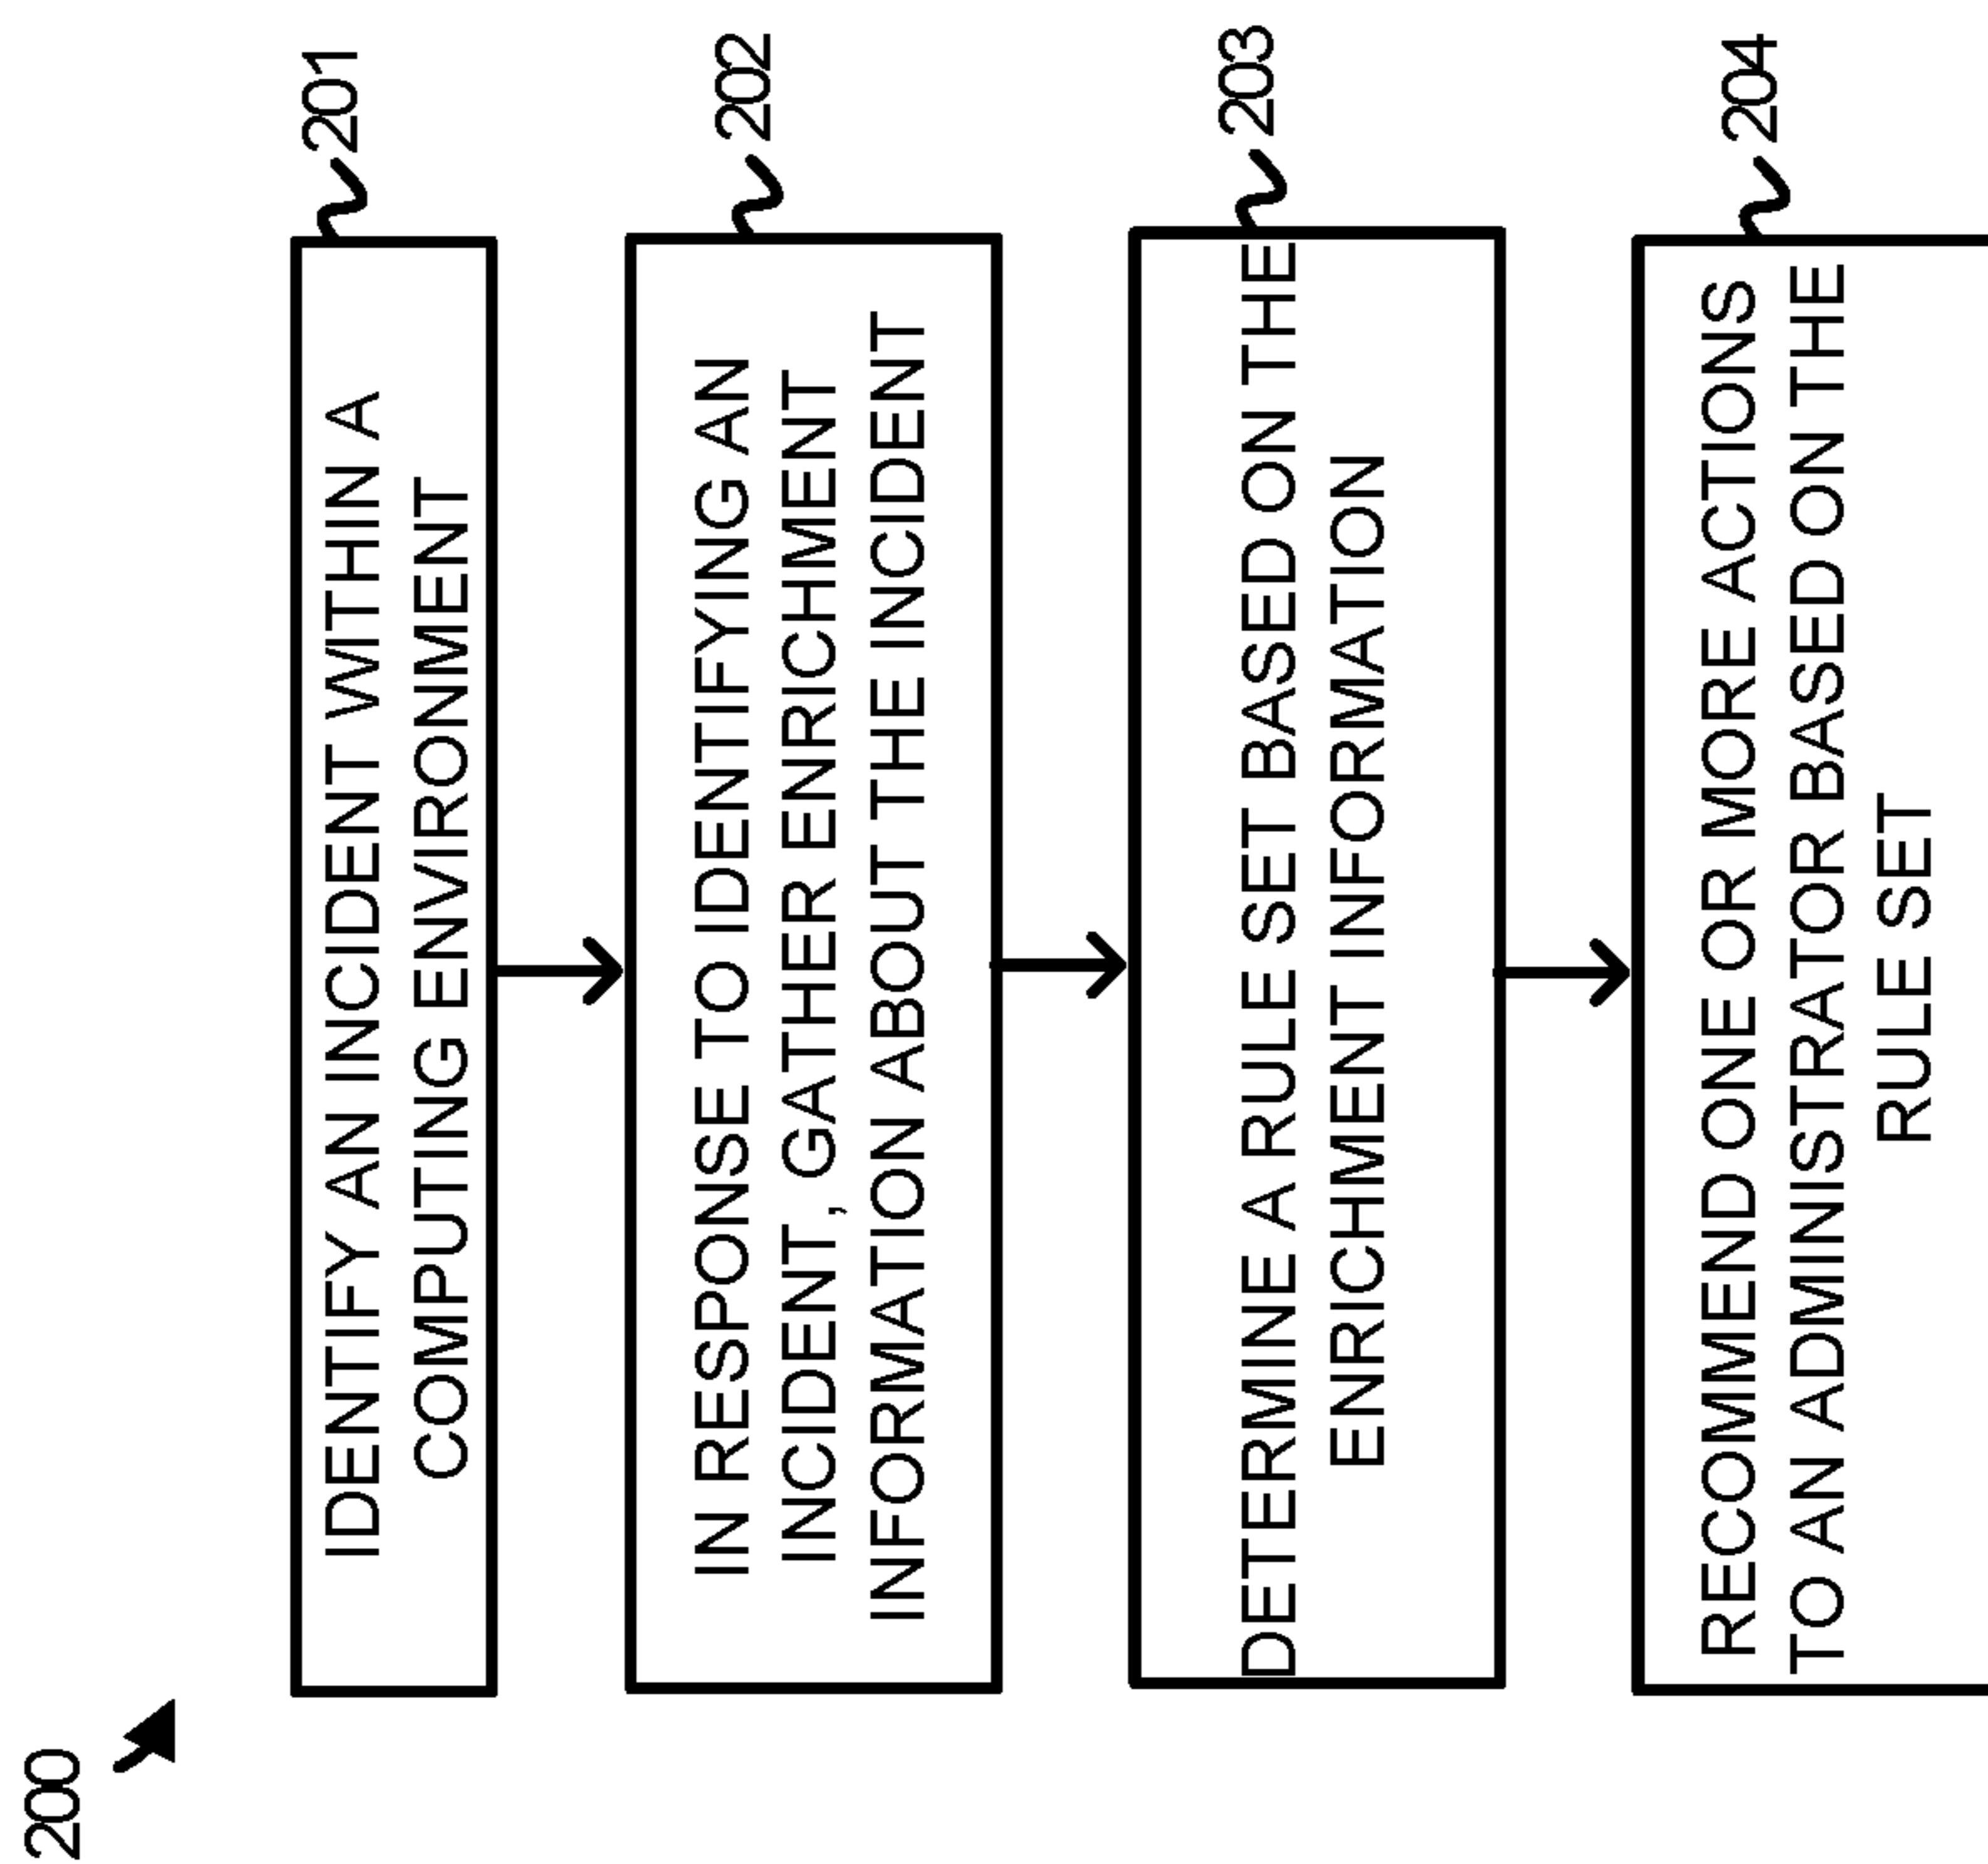 200
201
IDENTIFY AN INCIDENT WITHIN A
COMPUTING ENVIRONMENT
202
IN RESPONSE TO IDENTIFYING AN
INCIDENT, GATHER ENRICHMENT
INFORMATION ABOUT THE INCIDENT
203
DETERMINE A RULE SET BASED ON THE
ENRICHMENT INFORMATION
204
RECOMMEND ONE OR MORE ACTIONS
TO AN ADMINISTRATOR BASED ON THE
RULE SET